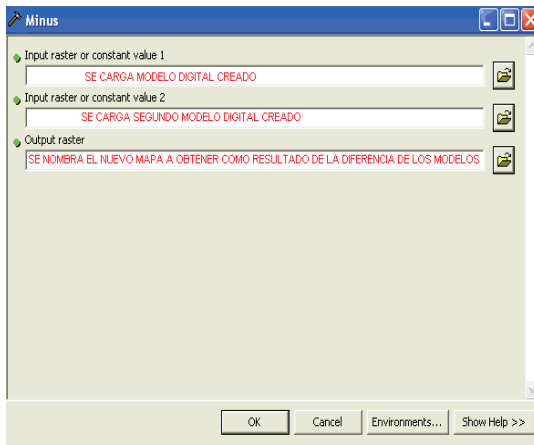 Minus
Input raster or constant value 1
SE CARGA MODELO DIGITAL CREADO
Input raster or constant value 2
SE CARGA SEGUNDO MODELO DIGITAL CREADO
Output raster
SE NOMBRA EL NUEVO MAPA A OBTENER COMO RESULTADO DE LA DIFERENCIA DE LOS MODELOS
OK Cancel Environments... Show Help >>